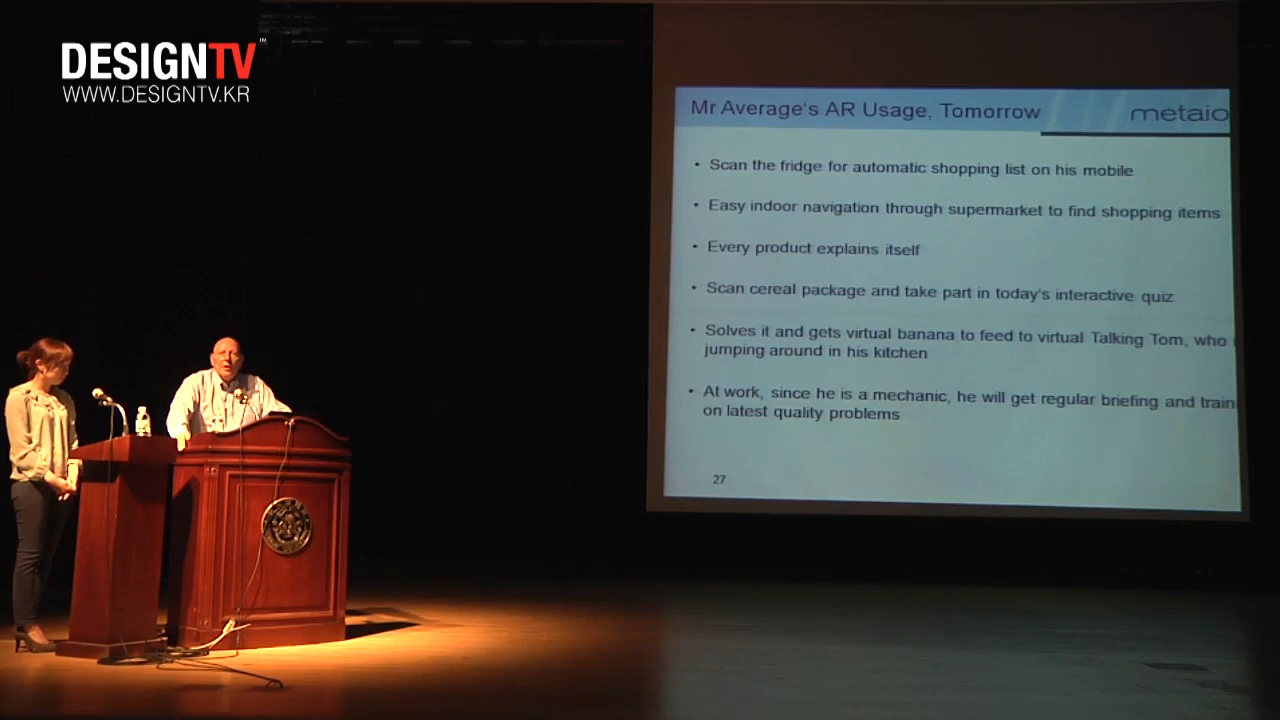 DESIGNTV™
WWW.DESIGNTV.KR
Mr Average's AR Usage, Tomorrow
metaio
• Scan the fridge for automatic shopping list on his mobile
• Easy indoor navigation through supermarket to find shopping items
• Every product explains itself
• Scan cereal package and take part in today's interactive quiz
• Solves it and gets virtual banana to feed to virtual Talking Tom, who
jumping around in his kitchen
• At work, since he is a mechanic, he will get regular briefing and train
on latest quality problems
27